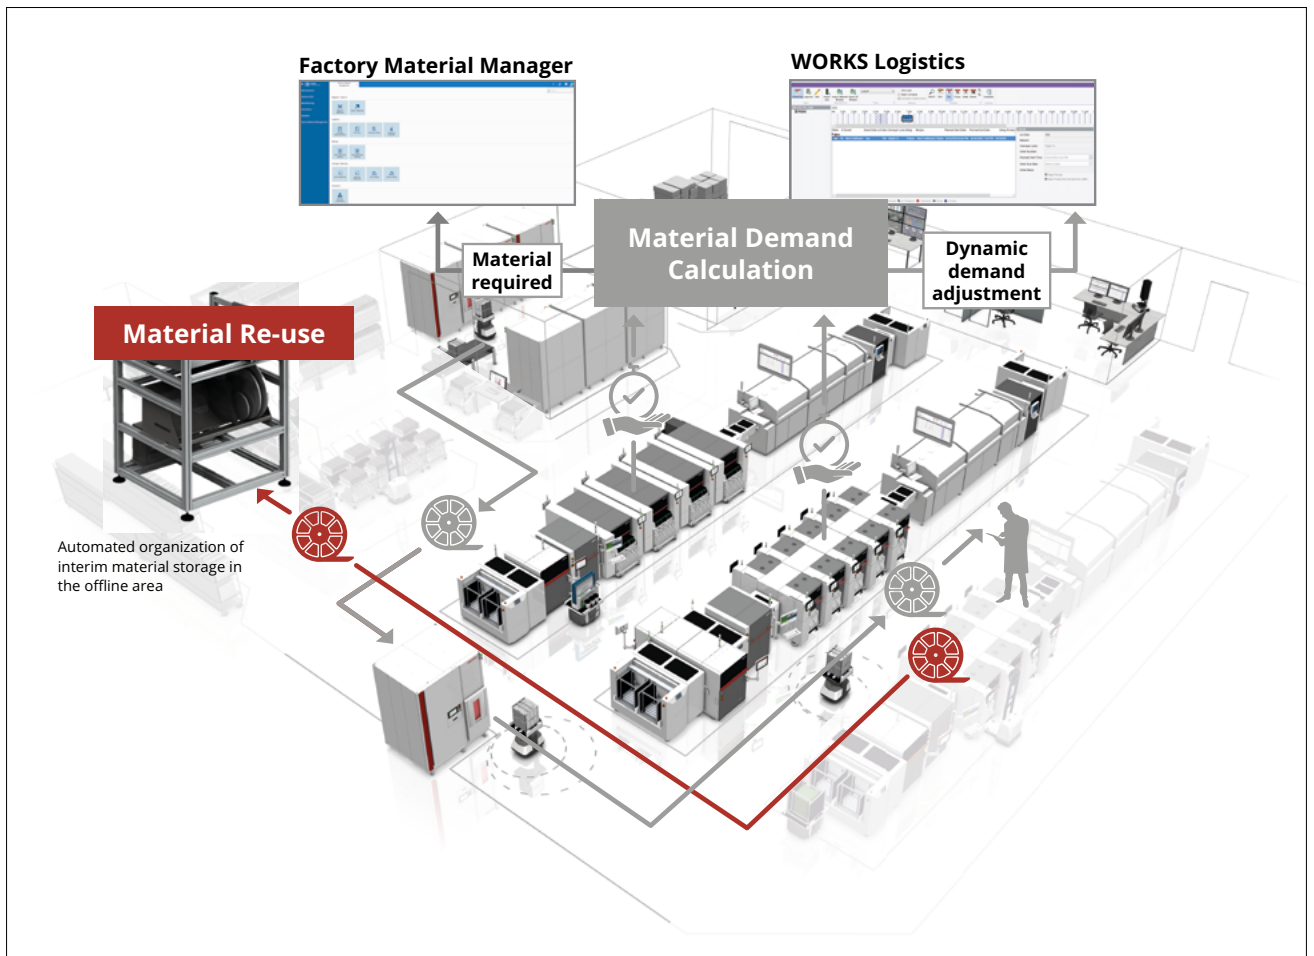 Factory Material Manager
WORKS Logistics
Material Demand
Calculation
Material
required
Dynamic
demand
adjustment
Material Re-use
Automated organization of
interim material storage in
the offline area